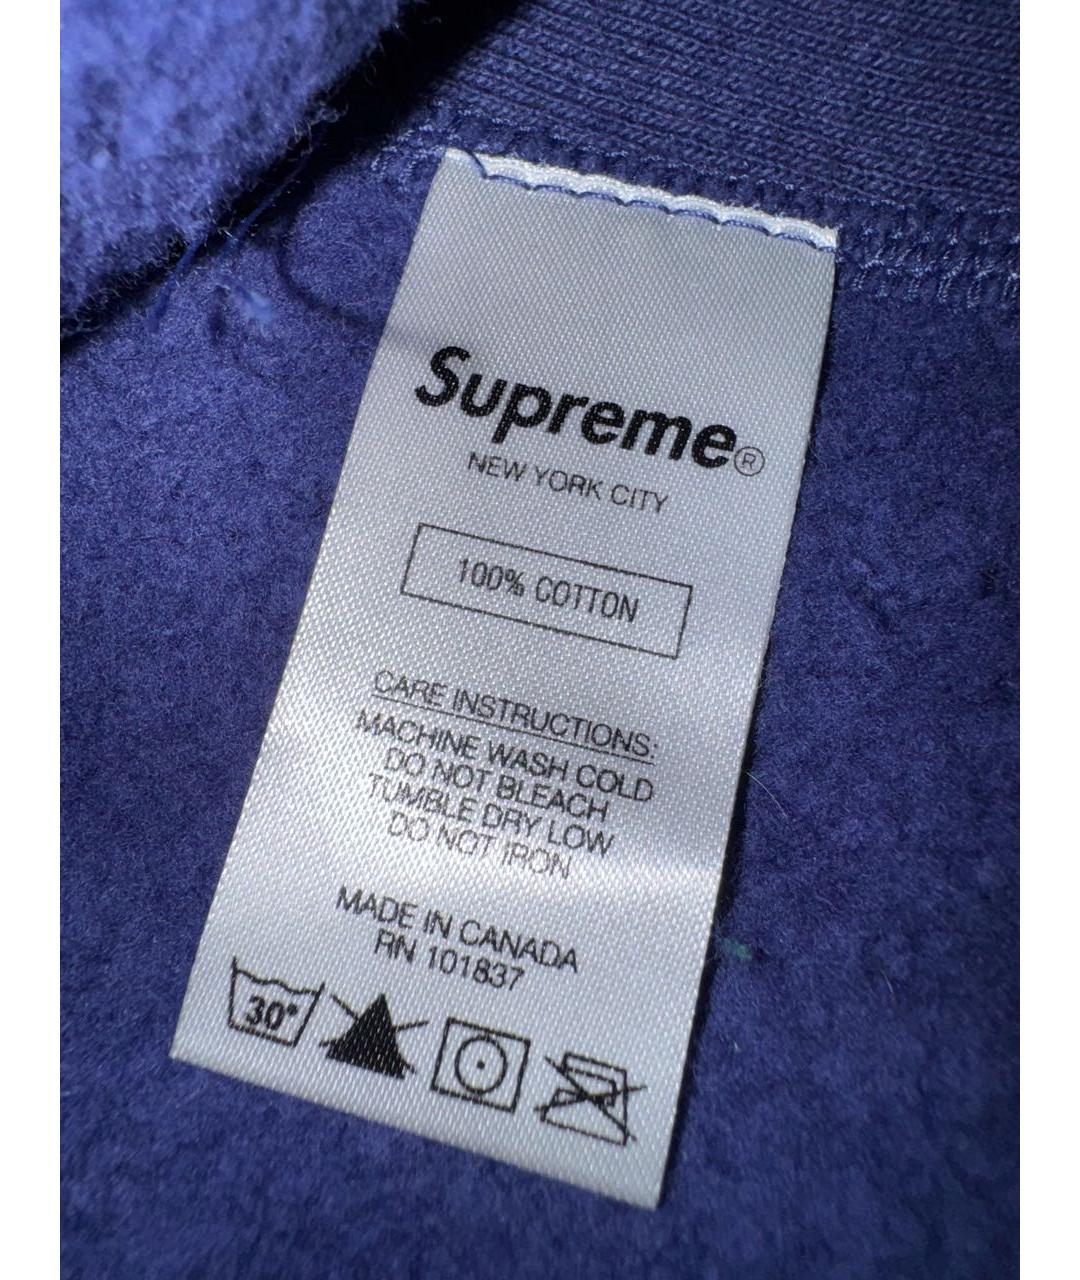 Supreme®
NEW YORK CITY
100% COTTON
CARE INSTRUCTIONS:
MACHINE WASH COLD
DO NOT BLEACH
TUMBLE DRY LOW
DO NOT IRON
MADE IN CANADA
RN 101837
30°